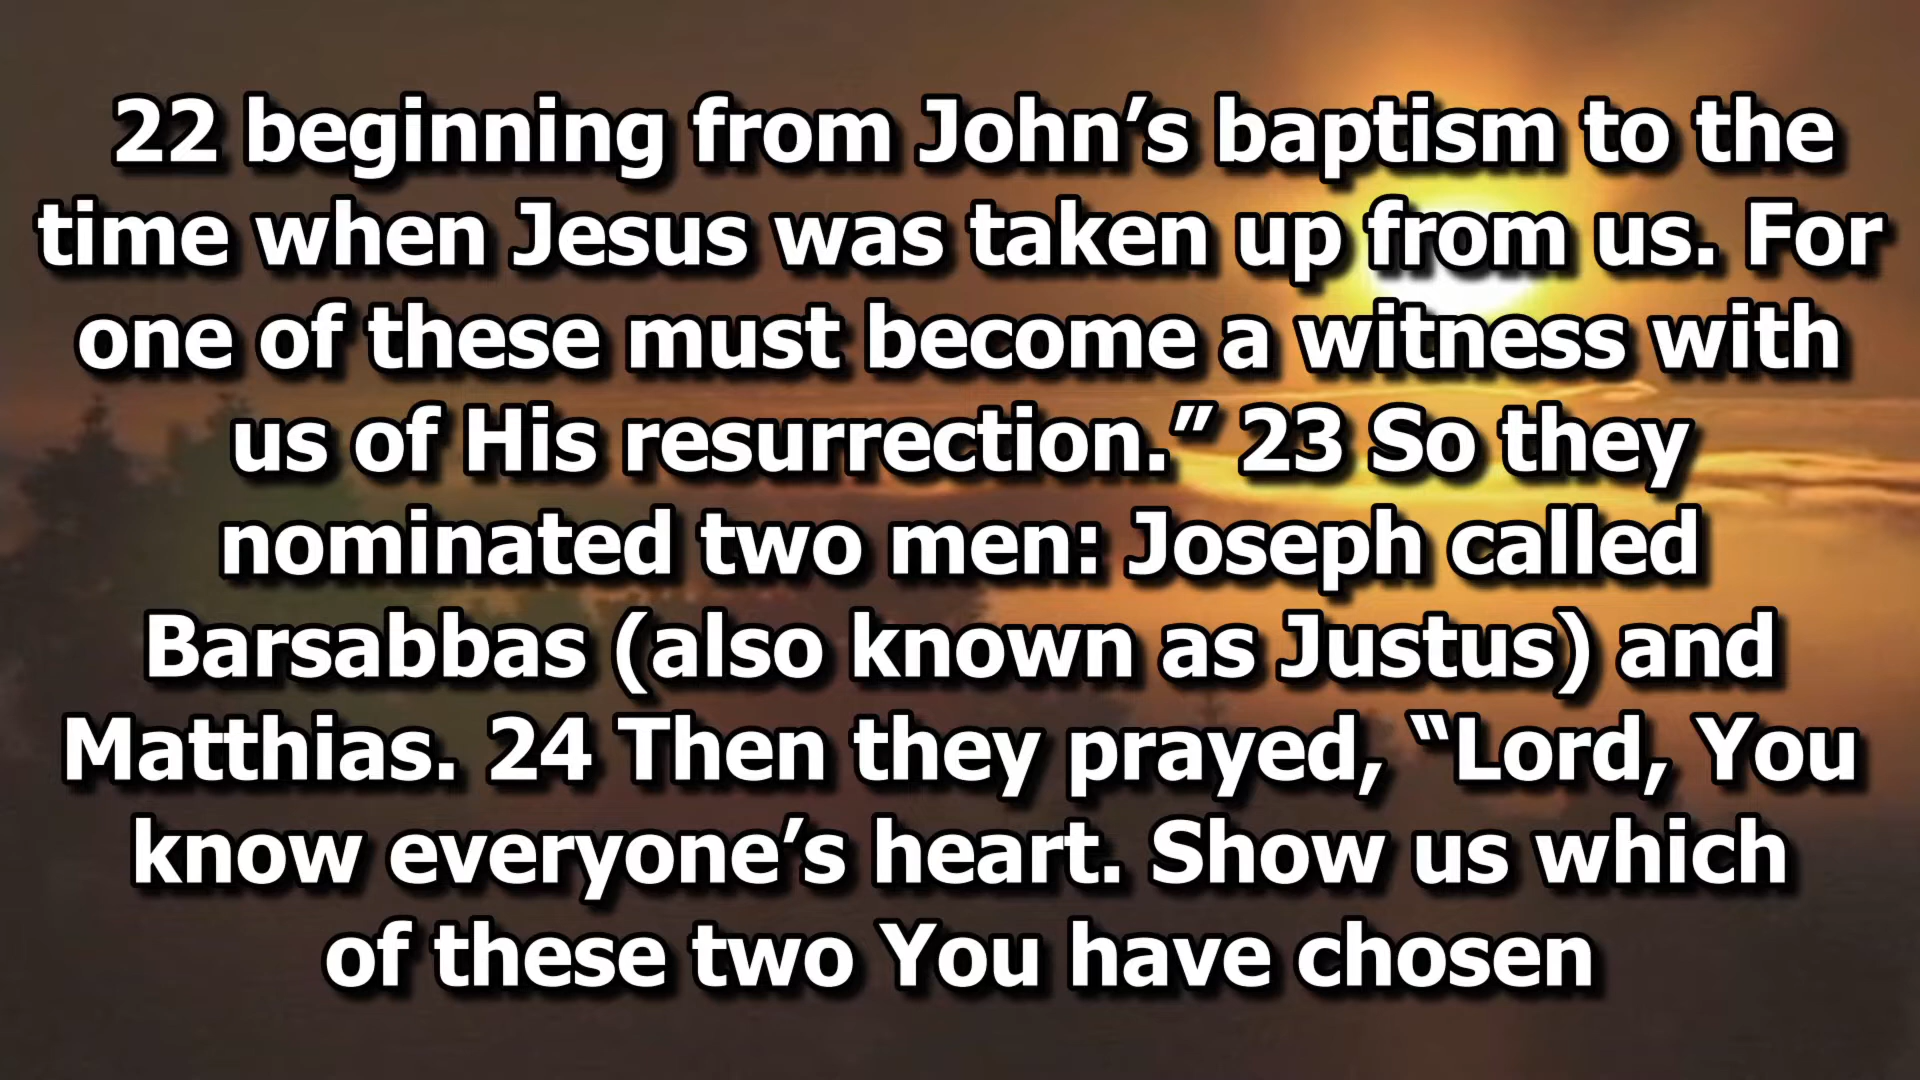 22 beginning from John’s baptism to the
time when Jesus was taken up from us. For
one of these must become a witness with
us of His resurrection.” 23 So they
nominated two men: Joseph called
Barsabbas (also known as Justus) and
Matthias. 24 Then they prayed, “Lord, You
know everyone’s heart. Show us which
of these two You have chosen